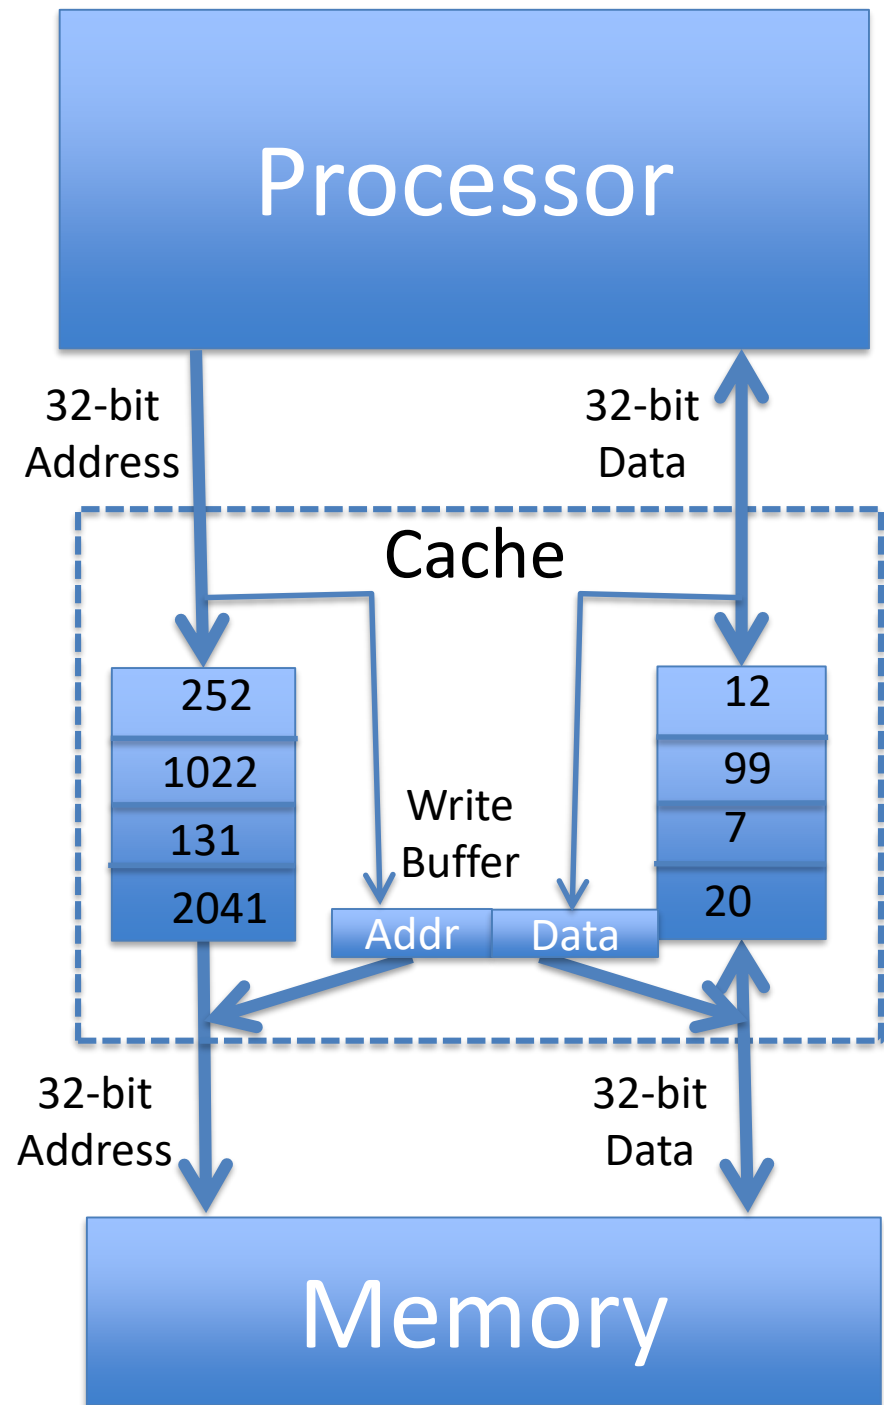 Processor
32-bit
Address
32-bit
Data
Cache
252
1022
131
2041
12
99
7
20
Write
Buffer
Addr
Data
32-bit
Address
32-bit
Data
Memory